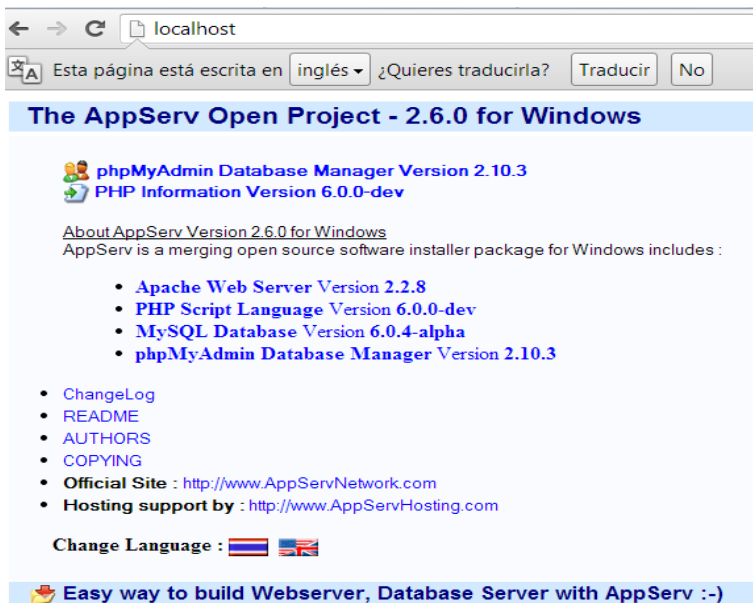 localhost
Esta página está escrita en inglés ¿Quieres traducirla? Traducir No
The AppServ Open Project - 2.6.0 for Windows
phpMyAdmin Database Manager Version 2.10.3
PHP Information Version 6.0.0-dev
About AppServ Version 2.6.0 for Windows
AppServ is a merging open source software installer package for Windows includes :
• Apache Web Server Version 2.2.8
• PHP Script Language Version 6.0.0-dev
• MySQL Database Version 6.0.4-alpha
• phpMyAdmin Database Manager Version 2.10.3
• ChangeLog
• README
• AUTHORS
• COPYING
• Official Site : http://www.AppServNetwork.com
• Hosting support by : http://www.AppServHosting.com
Change Language :
Easy way to build Webserver, Database Server with AppServ :-)